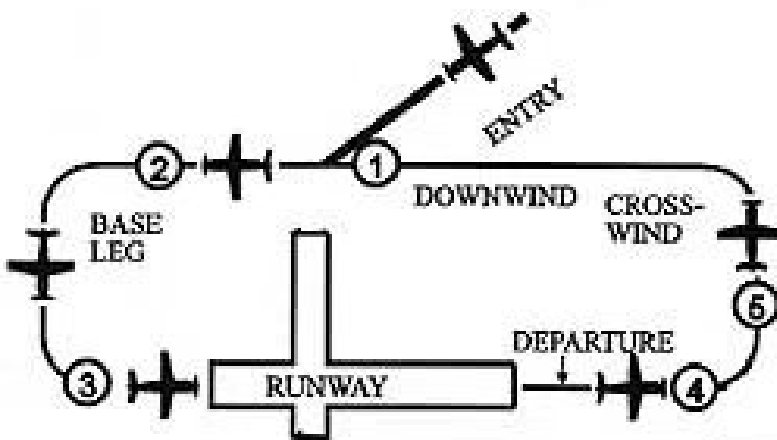 ENTRY
2
1
DOWNWIND
CROSS-
WIND
BASE
LEG
5
DEPARTURE
3
RUNWAY
4